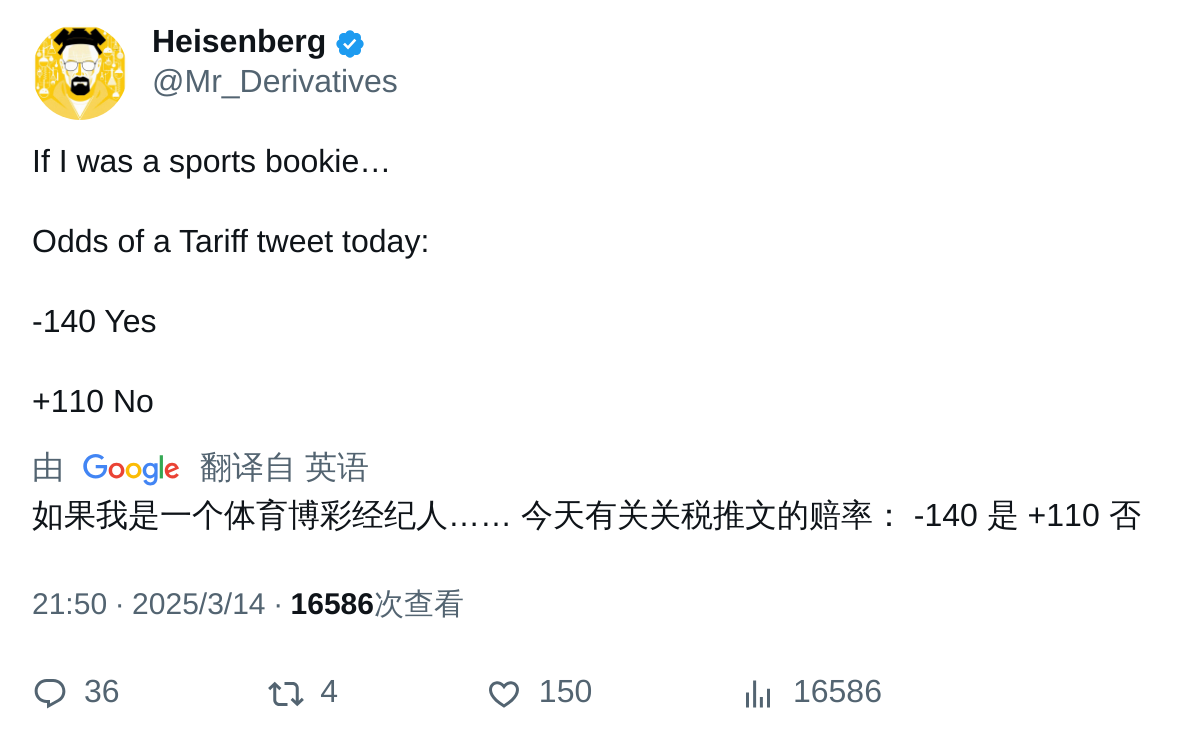 Heisenberg
@Mr_Derivatives
If I was a sports bookie…
Odds of a Tariff tweet today:
-140 Yes
+110 No
由 Google 翻译自 英语
如果我是一个体育博彩经纪人…… 今天有关关税推文的赔率： -140 是 +110 否
21:50 · 2025/3/14 · 16586次查看
36 4 150 16586